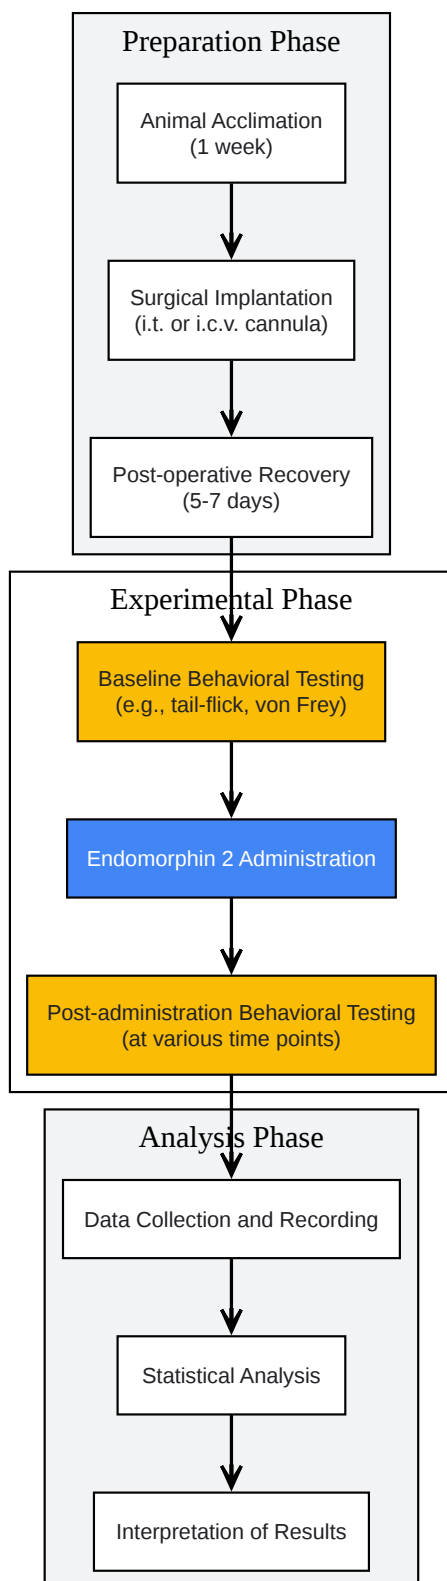 Preparation Phase
Animal Acclimation
(1 week)
Surgical Implantation
(i.t. or i.c.v. cannula)
Post-operative Recovery
(5-7 days)
Experimental Phase
Baseline Behavioral Testing
(e.g., tail-flick, von Frey)
Endomorphin 2 Administration
Post-administration Behavioral Testing
(at various time points)
Analysis Phase
Data Collection and Recording
Statistical Analysis
Interpretation of Results